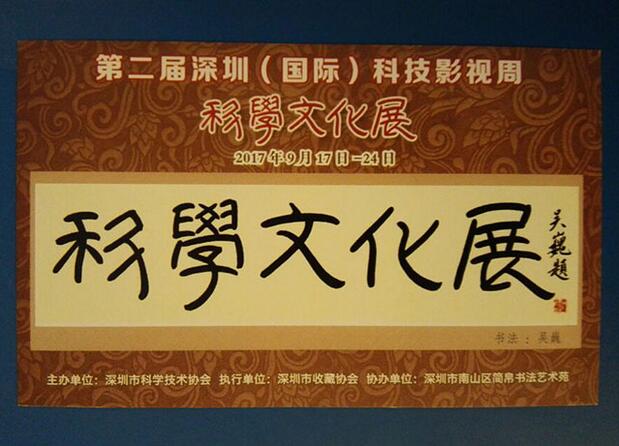 第二届深圳（国际）科技影视周
科學文化展
2017年9月17日-24日
科學文化展
吴巍題
书法：吴巍
主办单位：深圳市科学技术协会 执行单位：深圳市收藏协会 协办单位：深圳市南山区简帛书法艺术苑